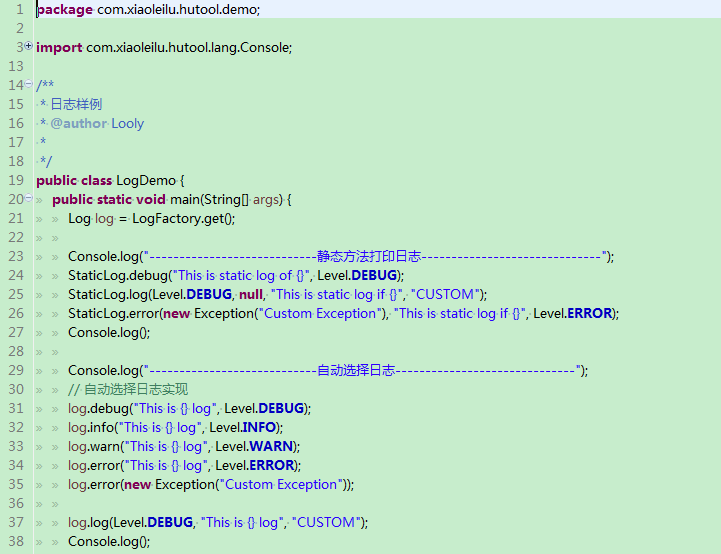 1 package com.xiaoleilu.hutool.demo;
2
3 import com.xiaoleilu.hutool.lang.Console;
13
14 /**
15 * 日志样例
16 * @author Looly
17 *
18 */
19 public class LogDemo {
20 public static void main(String[] args) {
21 Log log = LogFactory.get();
22
23 Console.log("----------------------------静态方法打印日志------------------------------");
24 StaticLog.debug("This is static log of {}", Level.DEBUG);
25 StaticLog.log(Level.DEBUG, null, "This is static log if {}", "CUSTOM");
26 StaticLog.error(new Exception("Custom Exception"), "This is static log if {}", Level.ERROR);
27 Console.log();
28
29 Console.log("----------------------------自动选择日志------------------------------");
30 // 自动选择日志实现
31 log.debug("This is {} log", Level.DEBUG);
32 log.info("This is {} log", Level.INFO);
33 log.warn("This is {} log", Level.WARN);
34 log.error("This is {} log", Level.ERROR);
35 log.error(new Exception("Custom Exception"));
36
37 log.log(Level.DEBUG, "This is {} log", "CUSTOM");
38 Console.log();